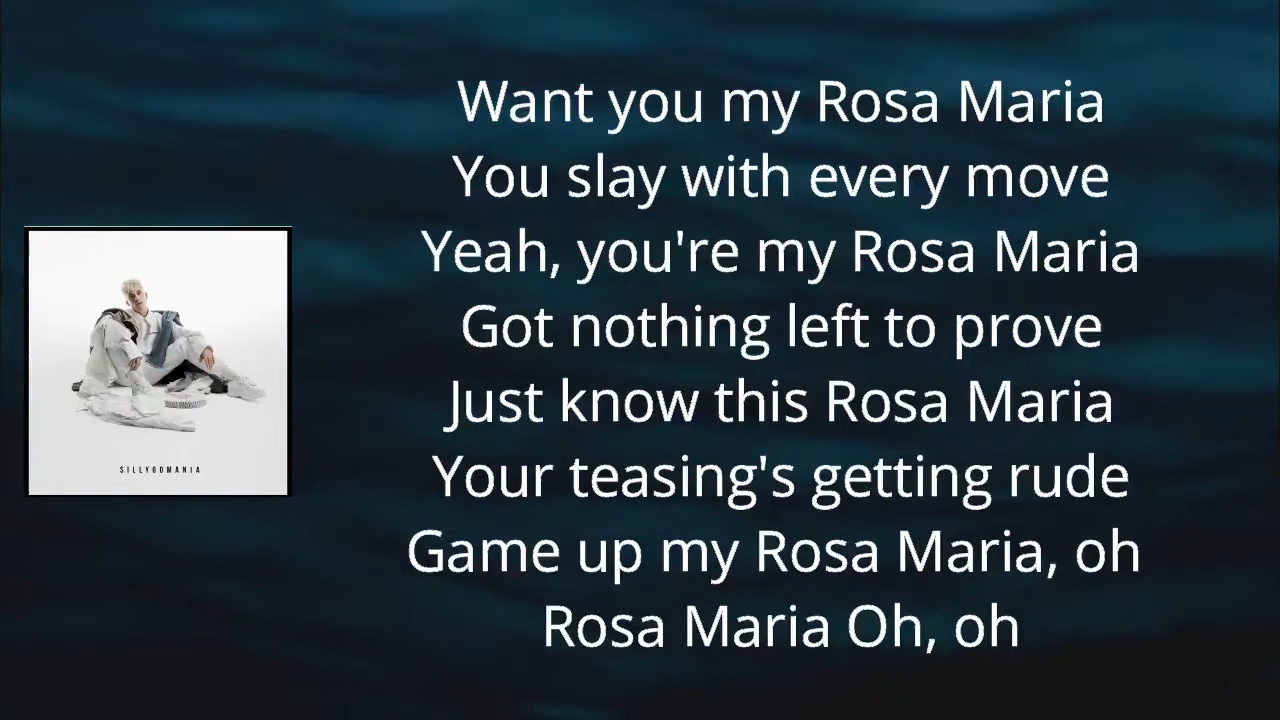 Want you my Rosa Maria
You slay with every move
Yeah, you're my Rosa Maria
Got nothing left to prove
Just know this Rosa Maria
Your teasing's getting rude
Game up my Rosa Maria, oh
Rosa Maria Oh, oh
SILLYGOMANIA